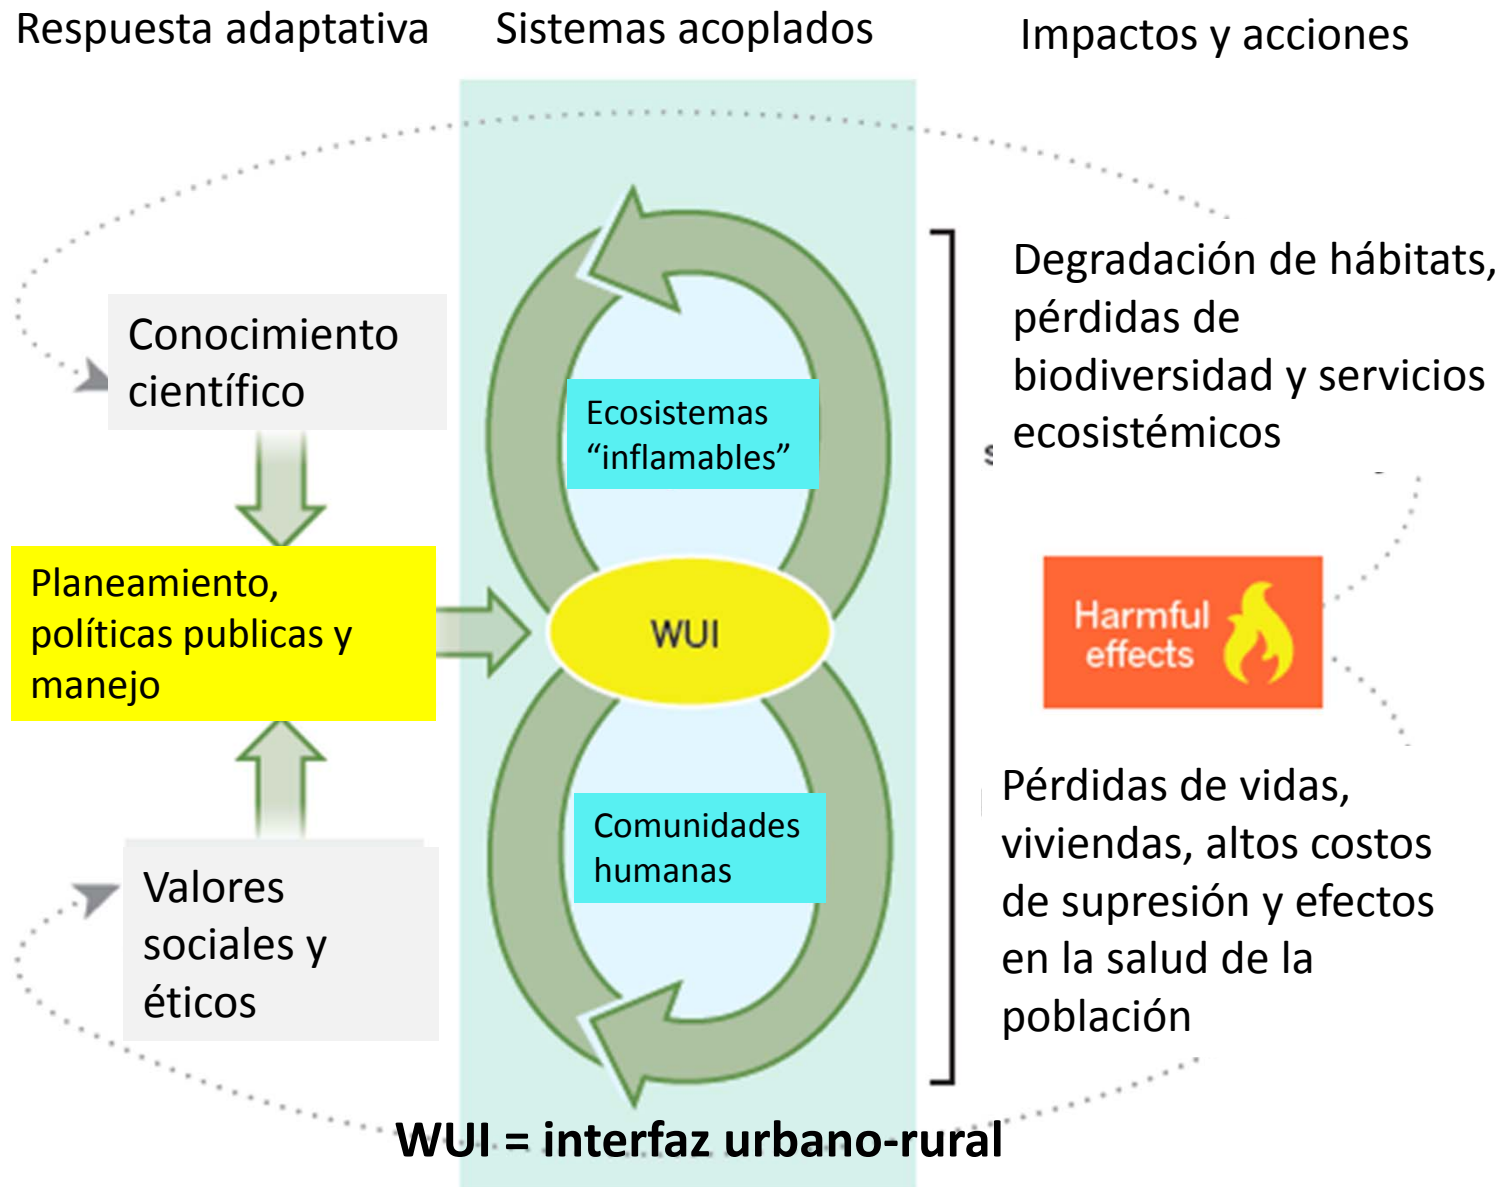 Respuesta adaptativa
Sistemas acoplados
Impactos y acciones
Conocimiento
científico
Planeamiento,
políticas publicas y
manejo
Valores
sociales y
éticos
Ecosistemas
“inflamables”
WUI
Comunidades
humanas
Degradación de hábitats,
pérdidas de
biodiversidad y servicios
ecosistémicos
Harmful
effects
Pérdidas de vidas,
viviendas, altos costos
de supresión y efectos
en la salud de la
población
WUI = interfaz urbano-rural